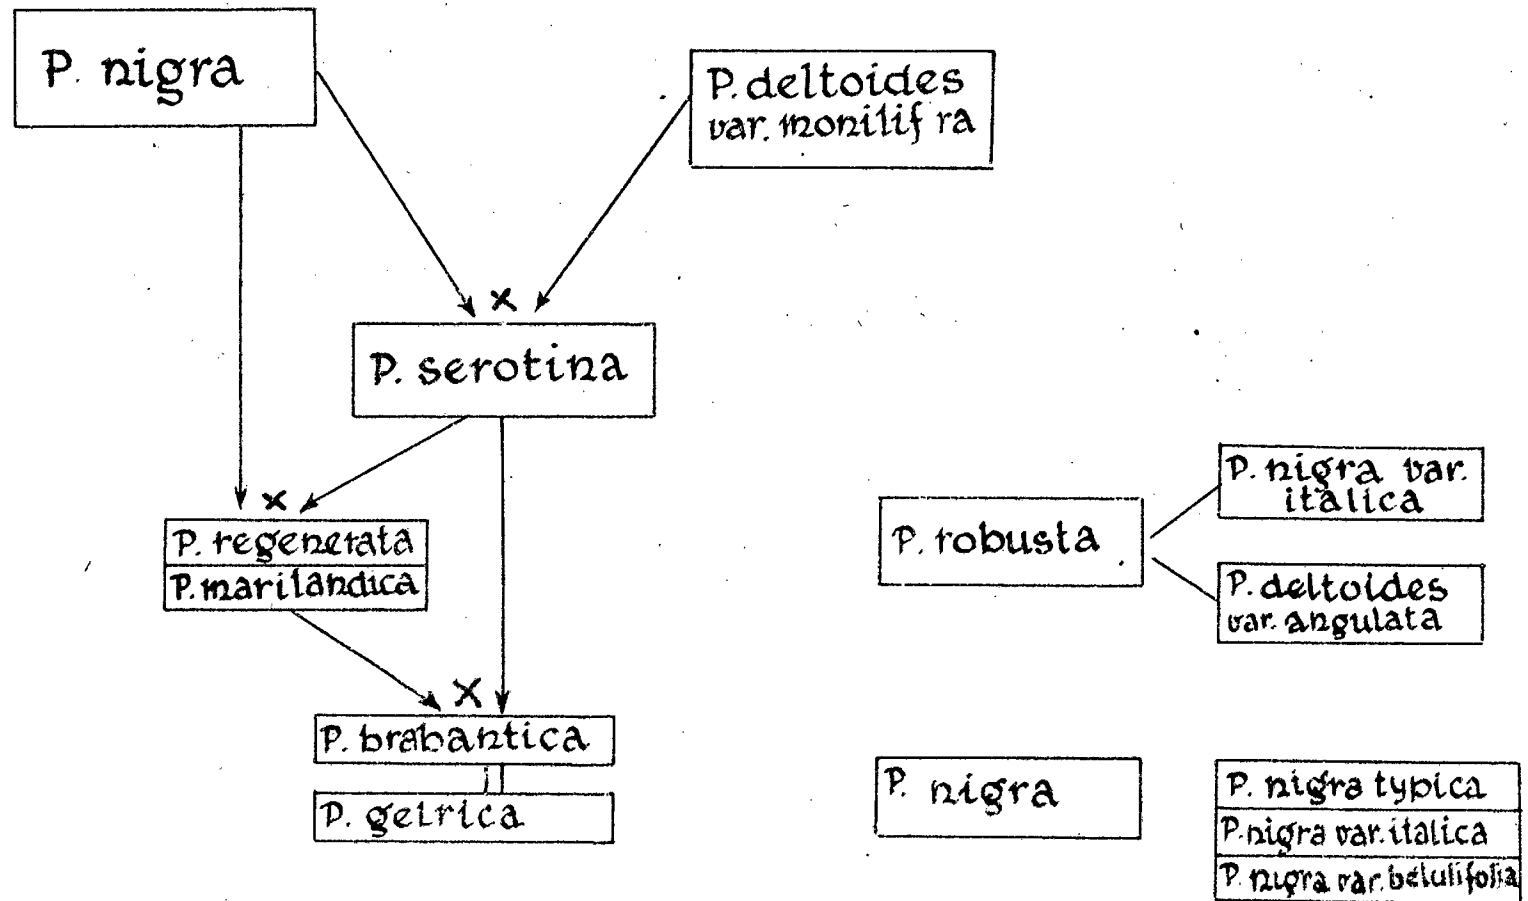 P. nigra
P. deltoides
var. monilif ra
×
P. serotina
×
P. regenerata
P. marilandica
×
P. brabantica
P. gelrica
P. robusta
P. nigra var.
italica
P. deltoides
var. angulata
P. nigra
P. nigra typica
P. nigra var. italica
P. nigra var. betulifolia